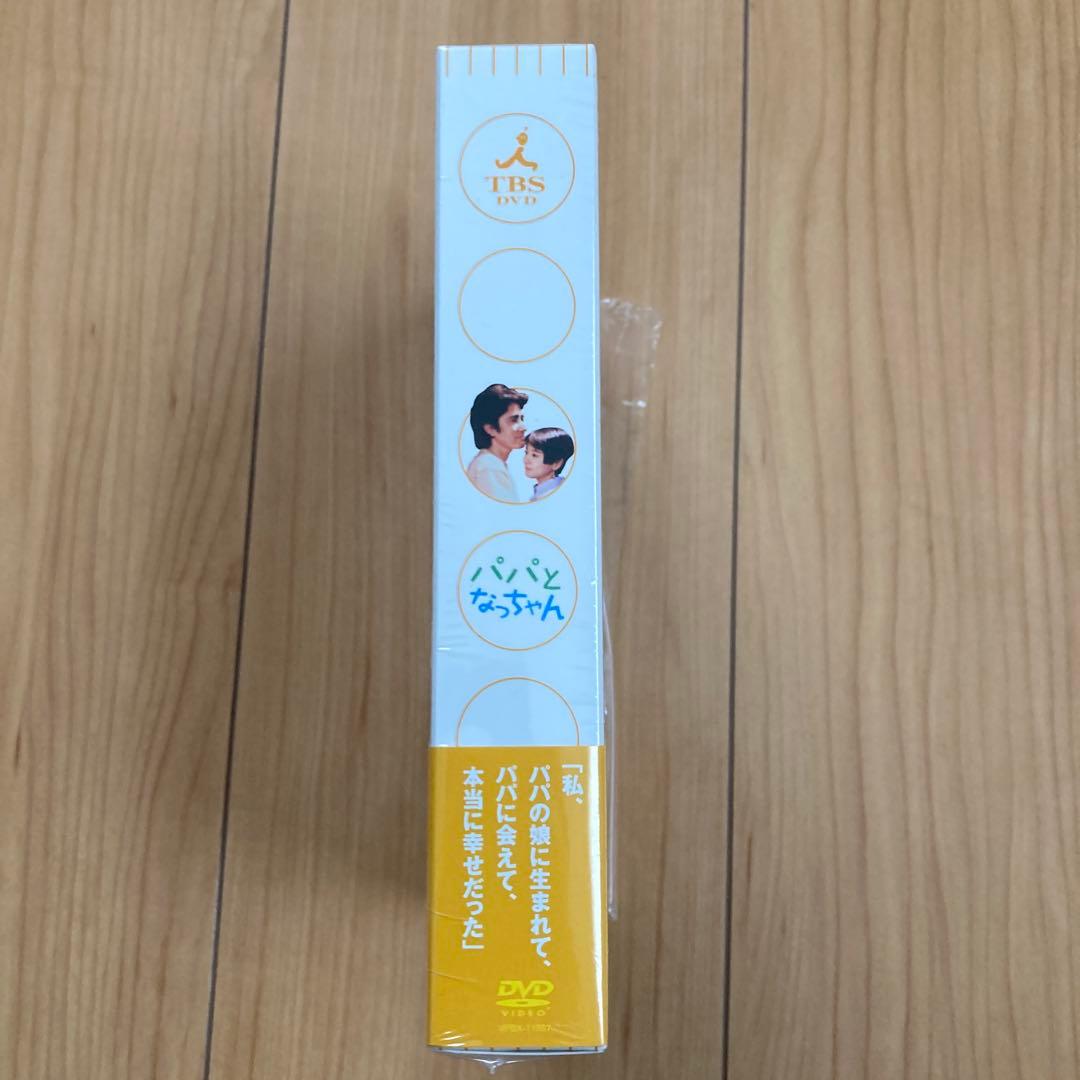 TBS
DVD
パパと
なっちゃん
「私、
パパの娘に生まれて、
パパに会えて、
本当に幸せだった」
DVD
VIDEO